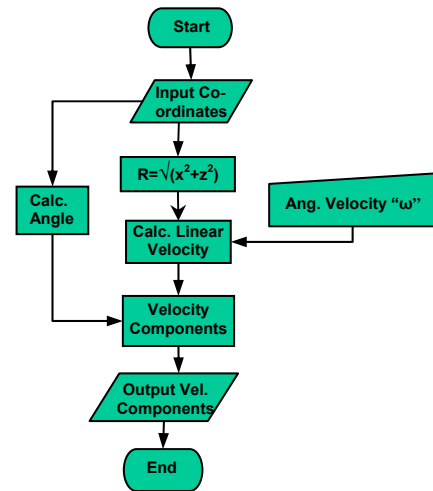 Start
Input Co-
ordinates
R=√(x²+z²)
Calc.
Angle
Calc. Linear
Velocity
Ang. Velocity “ω”
Velocity
Components
Output Vel.
Components
End